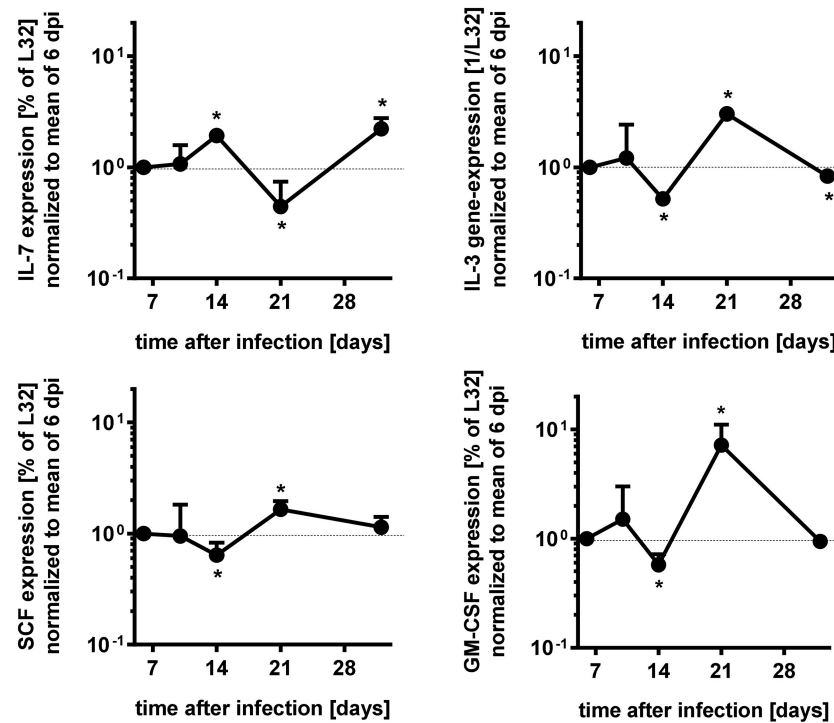 IL-7 expression [% of L32]
normalized to mean of 6 dpi
10¹
10⁰
10⁻¹
*
*
*
7 14 21 28
time after infection [days]
IL-3 gene-expression [1/L32]
normalized to mean of 6 dpi
10¹
10⁰
10⁻¹
*
*
*
7 14 21 28
time after infection [days]
SCF expression [% of L32]
normalized to mean of 6 dpi
10¹
10⁰
10⁻¹
*
*
7 14 21 28
time after infection [days]
GM-CSF expression [% of L32]
normalized to mean of 6 dpi
10¹
10⁰
10⁻¹
*
*
7 14 21 28
time after infection [days]